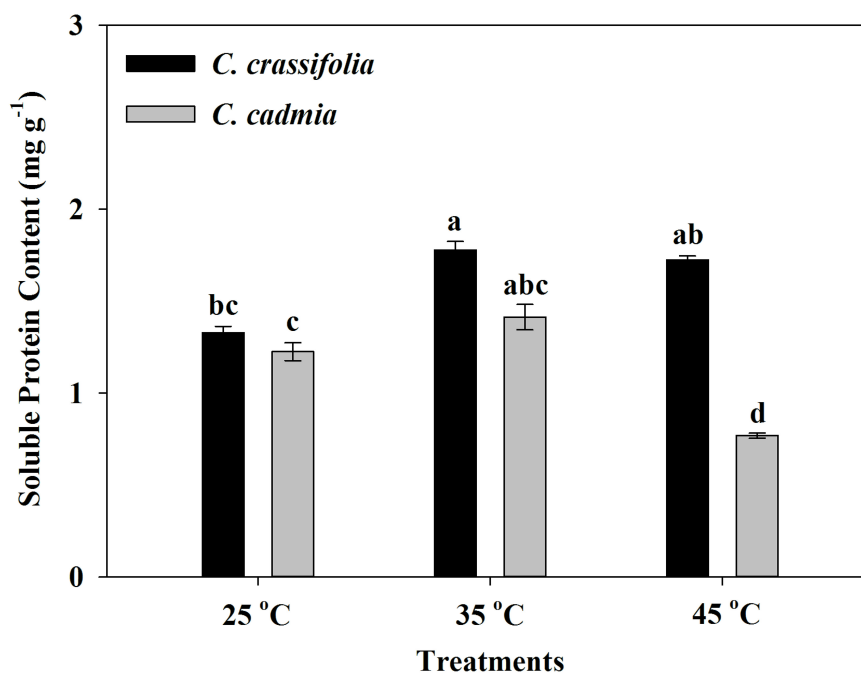 Soluble Protein Content (mg g⁻¹)
3
2
1
0
C. crassifolia
C. cadmia
bc
c
a
abc
ab
d
25 °C
35 °C
45 °C
Treatments